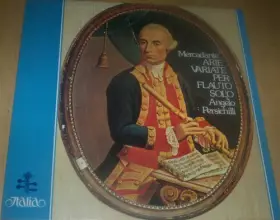 Mercadante
ARIE
VARIATE
PER
FLAUTO
SOLO
Angelo
Persichilli
Italia